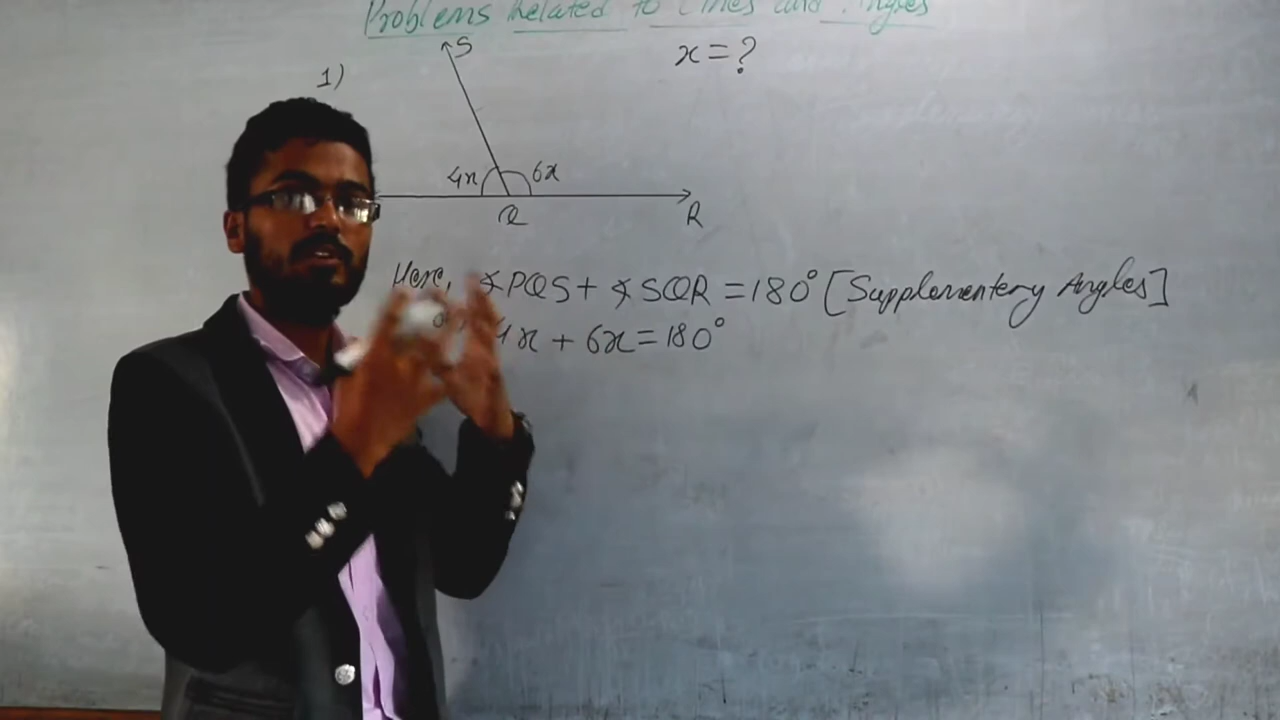 Problems Related to Lines and Angles
x = ?
1)
S
4x 6x
Q
R
Here, ∠PQS + ∠SQR = 180° [Supplementery Angles]
4x + 6x = 180°